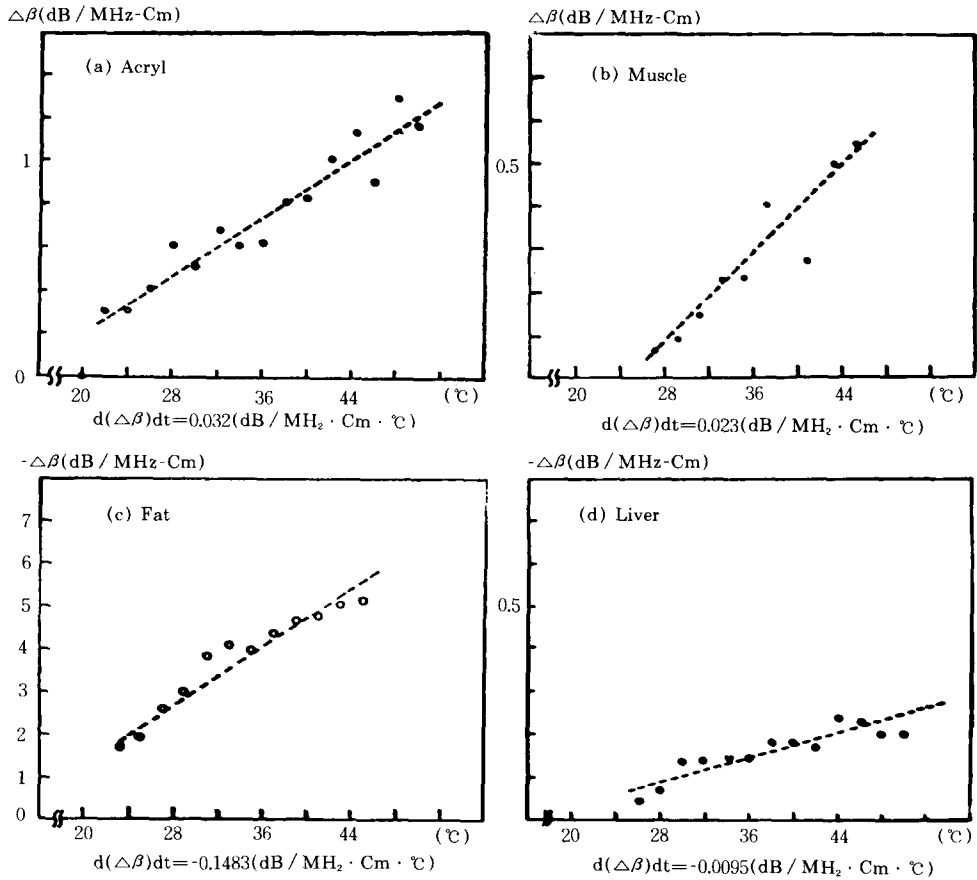 △β(dB / MHz-Cm)
(a) Acryl
1
0
20 28 36 44 (℃)
d(△β)dt=0.032(dB / MH₂ · Cm · ℃)
△β(dB / MHz-Cm)
(b) Muscle
0.5
20 28 36 44 (℃)
d(△β)dt=0.023(dB / MH₂ · Cm · ℃)
-△β(dB / MHz-Cm)
(c) Fat
7
6
5
4
3
2
1
0
20 28 36 44 (℃)
d(△β)dt=-0.1483(dB / MH₂ · Cm · ℃)
-△β(dB / MHz-Cm)
(d) Liver
0.5
20 28 36 44 (℃)
d(△β)dt=-0.0095(dB / MH₂ · Cm · ℃)